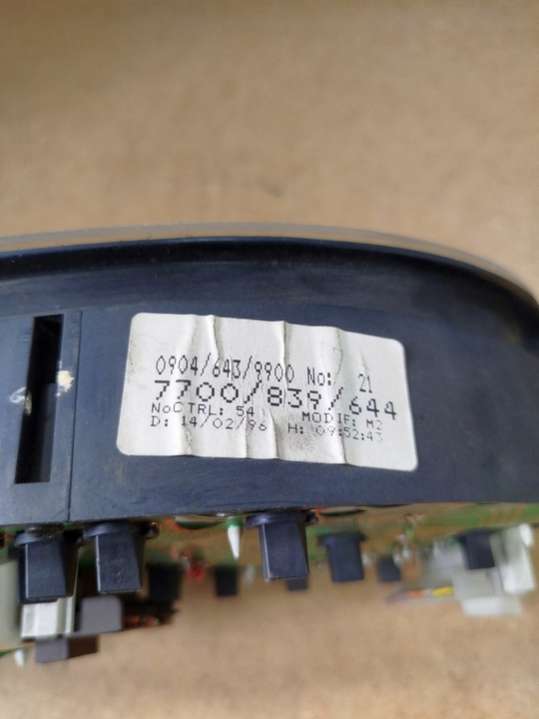 0904/643/9900 No: 21
7700/839/644
NoCTRL: 54 MODIF: M2
D: 14/02/96 H: 09:52:43